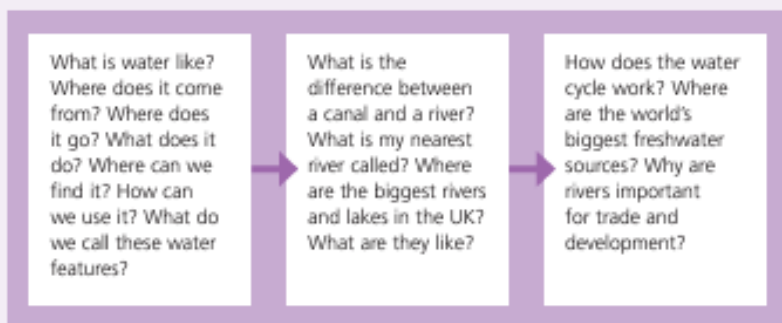 What is water like?
Where does it come
from? Where does
it go? What does it
do? Where can we
find it? How can
we use it? What do
we call these water
features?
What is the
difference between
a canal and a river?
What is my nearest
river called? Where
are the biggest rivers
and lakes in the UK?
What are they like?
How does the water
cycle work? Where
are the world's
biggest freshwater
sources? Why are
rivers important
for trade and
development?